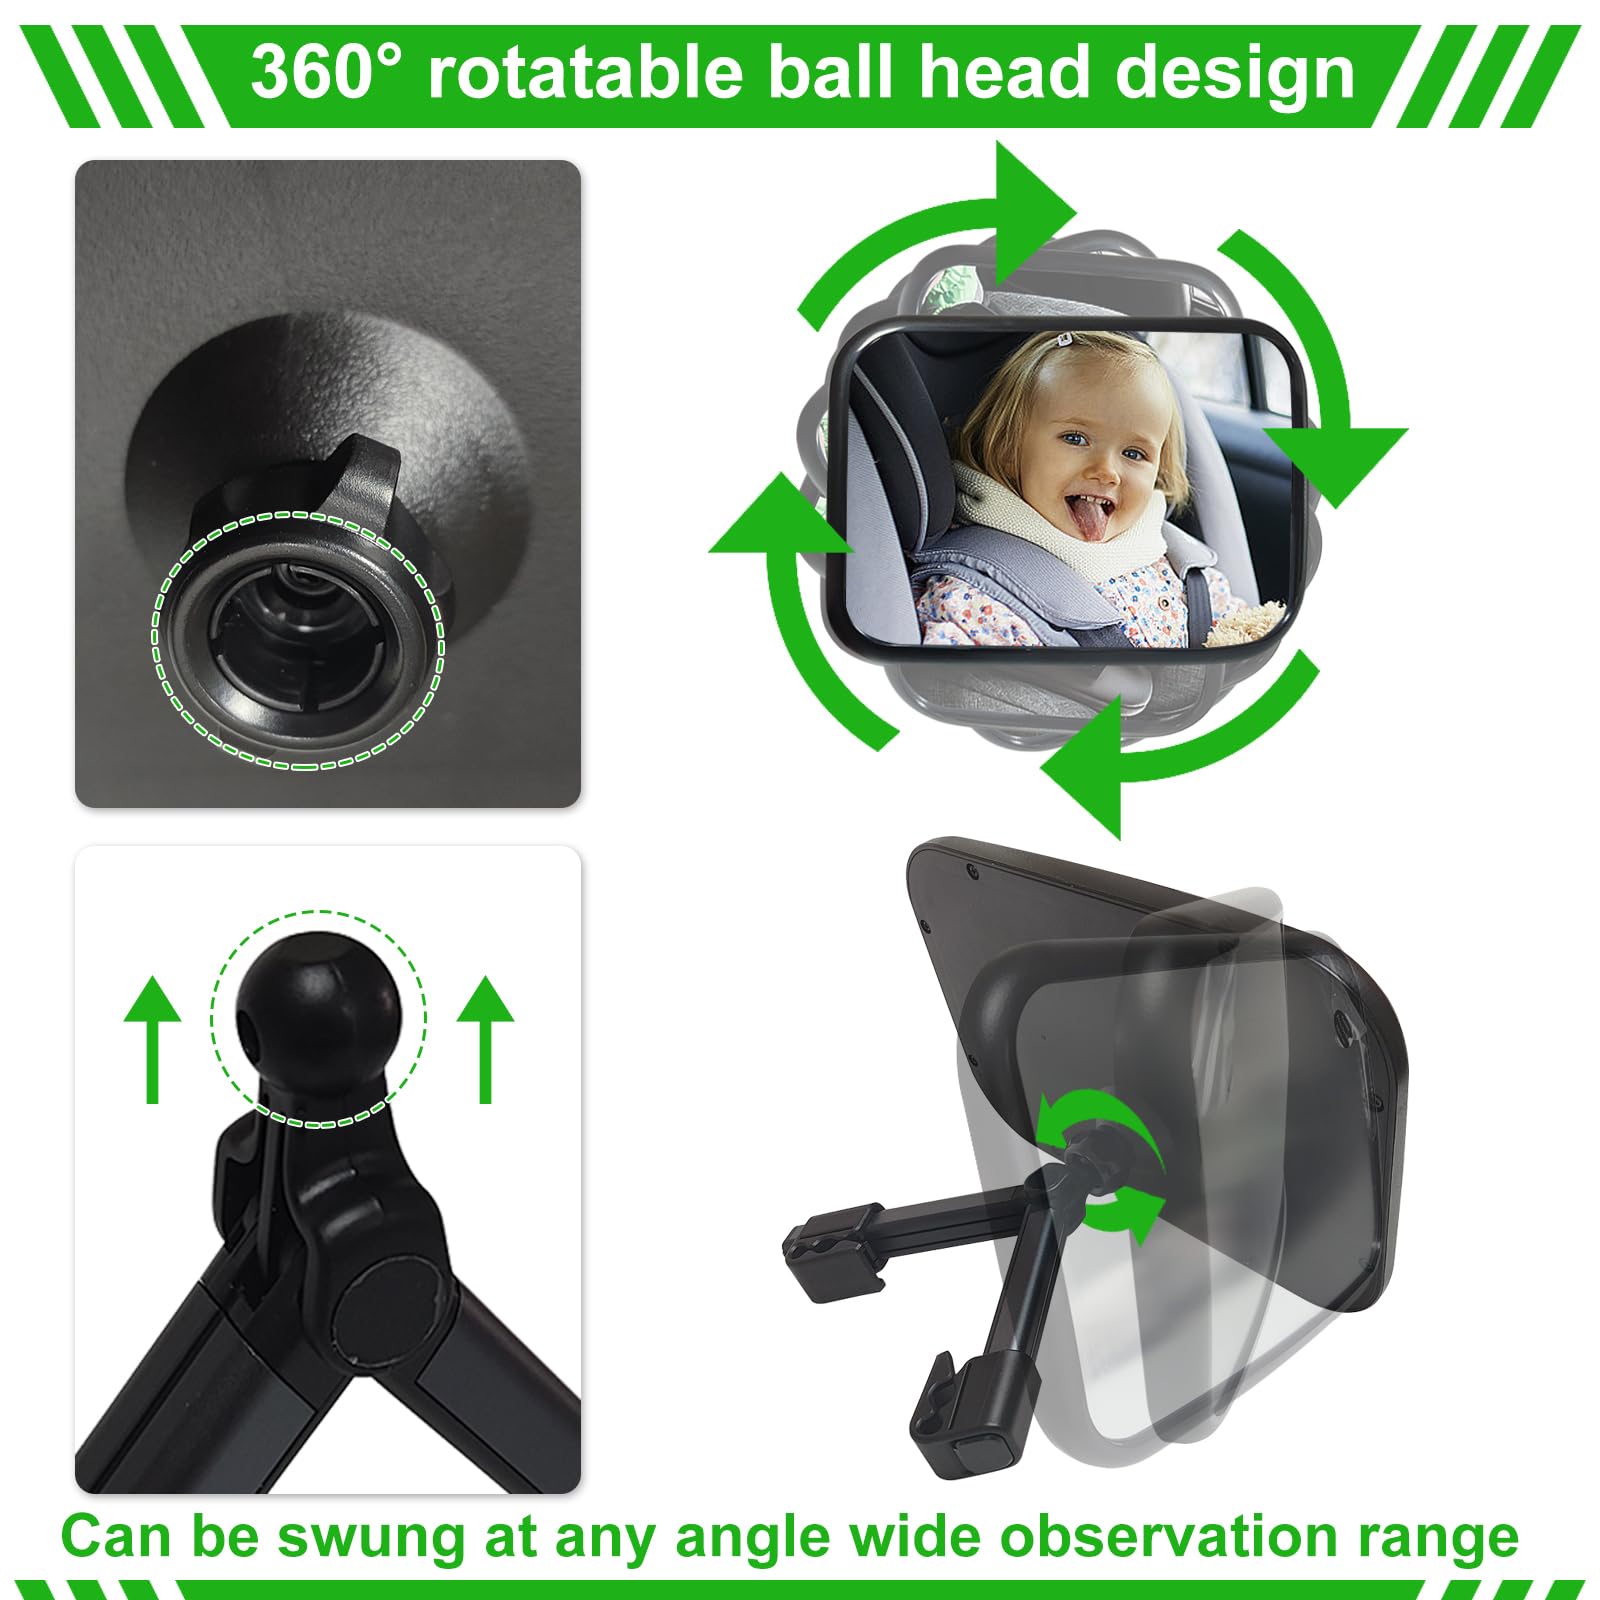 360° rotatable ball head design
Can be swung at any angle wide observation range